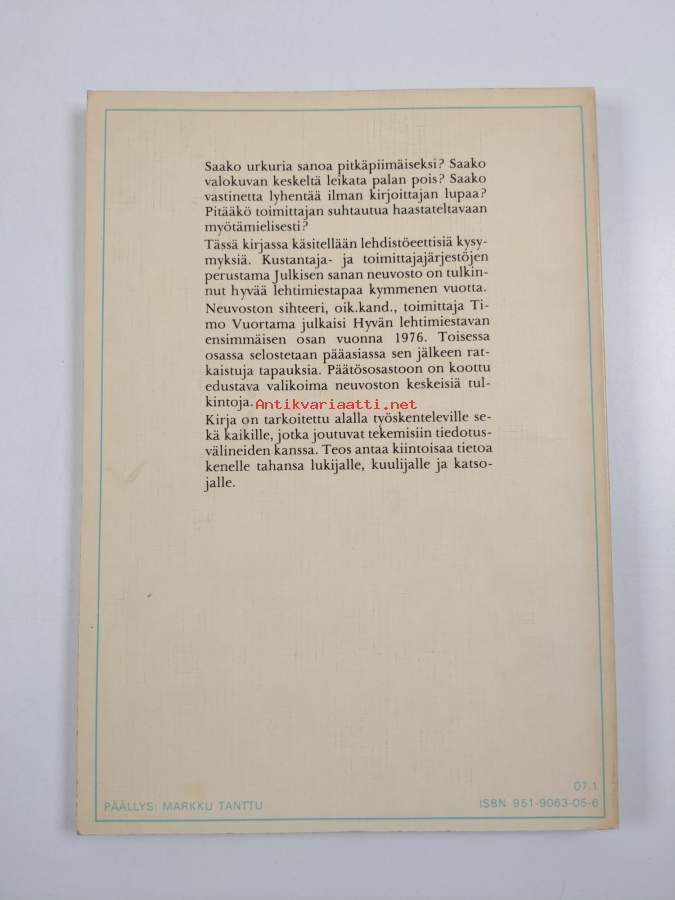 Saako urkuria sanoa pitkäpiimäiseksi? Saako
valokuvan keskeltä leikata palan pois? Saako
vastinetta lyhentää ilman kirjoittajan lupaa?
Pitääkö toimittajan suhtautua haastateltavaan
myötämielisesti?
Tässä kirjassa käsitellään lehdistöeettisiä kysy-
myksiä. Kustantaja- ja toimittajajärjestöjen
perustama Julkisen sanan neuvosto on tulkin-
nut hyvää lehtimiestapaa kymmenen vuotta.
Neuvoston sihteeri, oik.kand., toimittaja Ti-
mo Vuortama julkaisi Hyvän lehtimiestavan
ensimmäisen osan vuonna 1976. Toisessa
osassa selostetaan pääasiassa sen jälkeen rat-
kaistuja tapauksia. Päätösosastoon on koottu
edustava valikoima neuvoston keskeisiä tul-
kintoja.
Antikvariaatti.net
Kirja on tarkoitettu alalla työskenteleville se-
kä kaikille, jotka joutuvat tekemisiin tiedotus-
välineiden kanssa. Teos antaa kiintoisaa tietoa
kenelle tahansa lukijalle, kuulijalle ja katso-
jalle.
07.1
PÄÄLLYS: MARKKU TANTTU
ISBN 951-9063-05-6